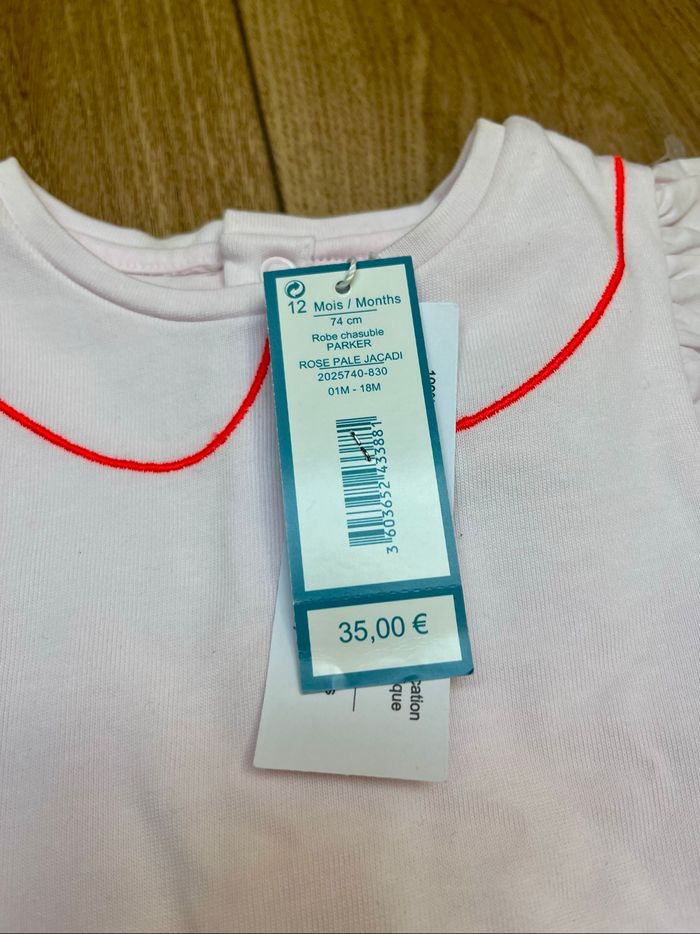 12 Mois / Months
74 cm
Robe chasuble
PARKER
ROSE PALE JACADI
2025740-830
01M - 18M
3 603652 433881
35,00 €
cation
que
s